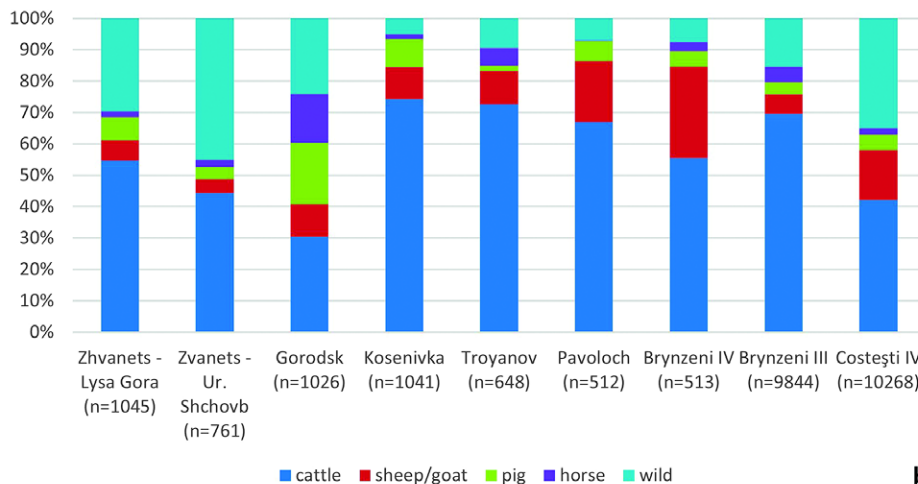 100%
90%
80%
70%
60%
50%
40%
30%
20%
10%
0%
Zhvanets -
Lysa Gora
(n=1045)
Zvanets -
Ur.
Shchovb
(n=761)
Gorodsk
(n=1026)
Kosenivka
(n=1041)
Troyanov
(n=648)
Pavoloch
(n=512)
Brynzeni IV
(n=513)
Brynzeni III
(n=9844)
Costeşti IV
(n=10268)
cattle
sheep/goat
pig
horse
wild